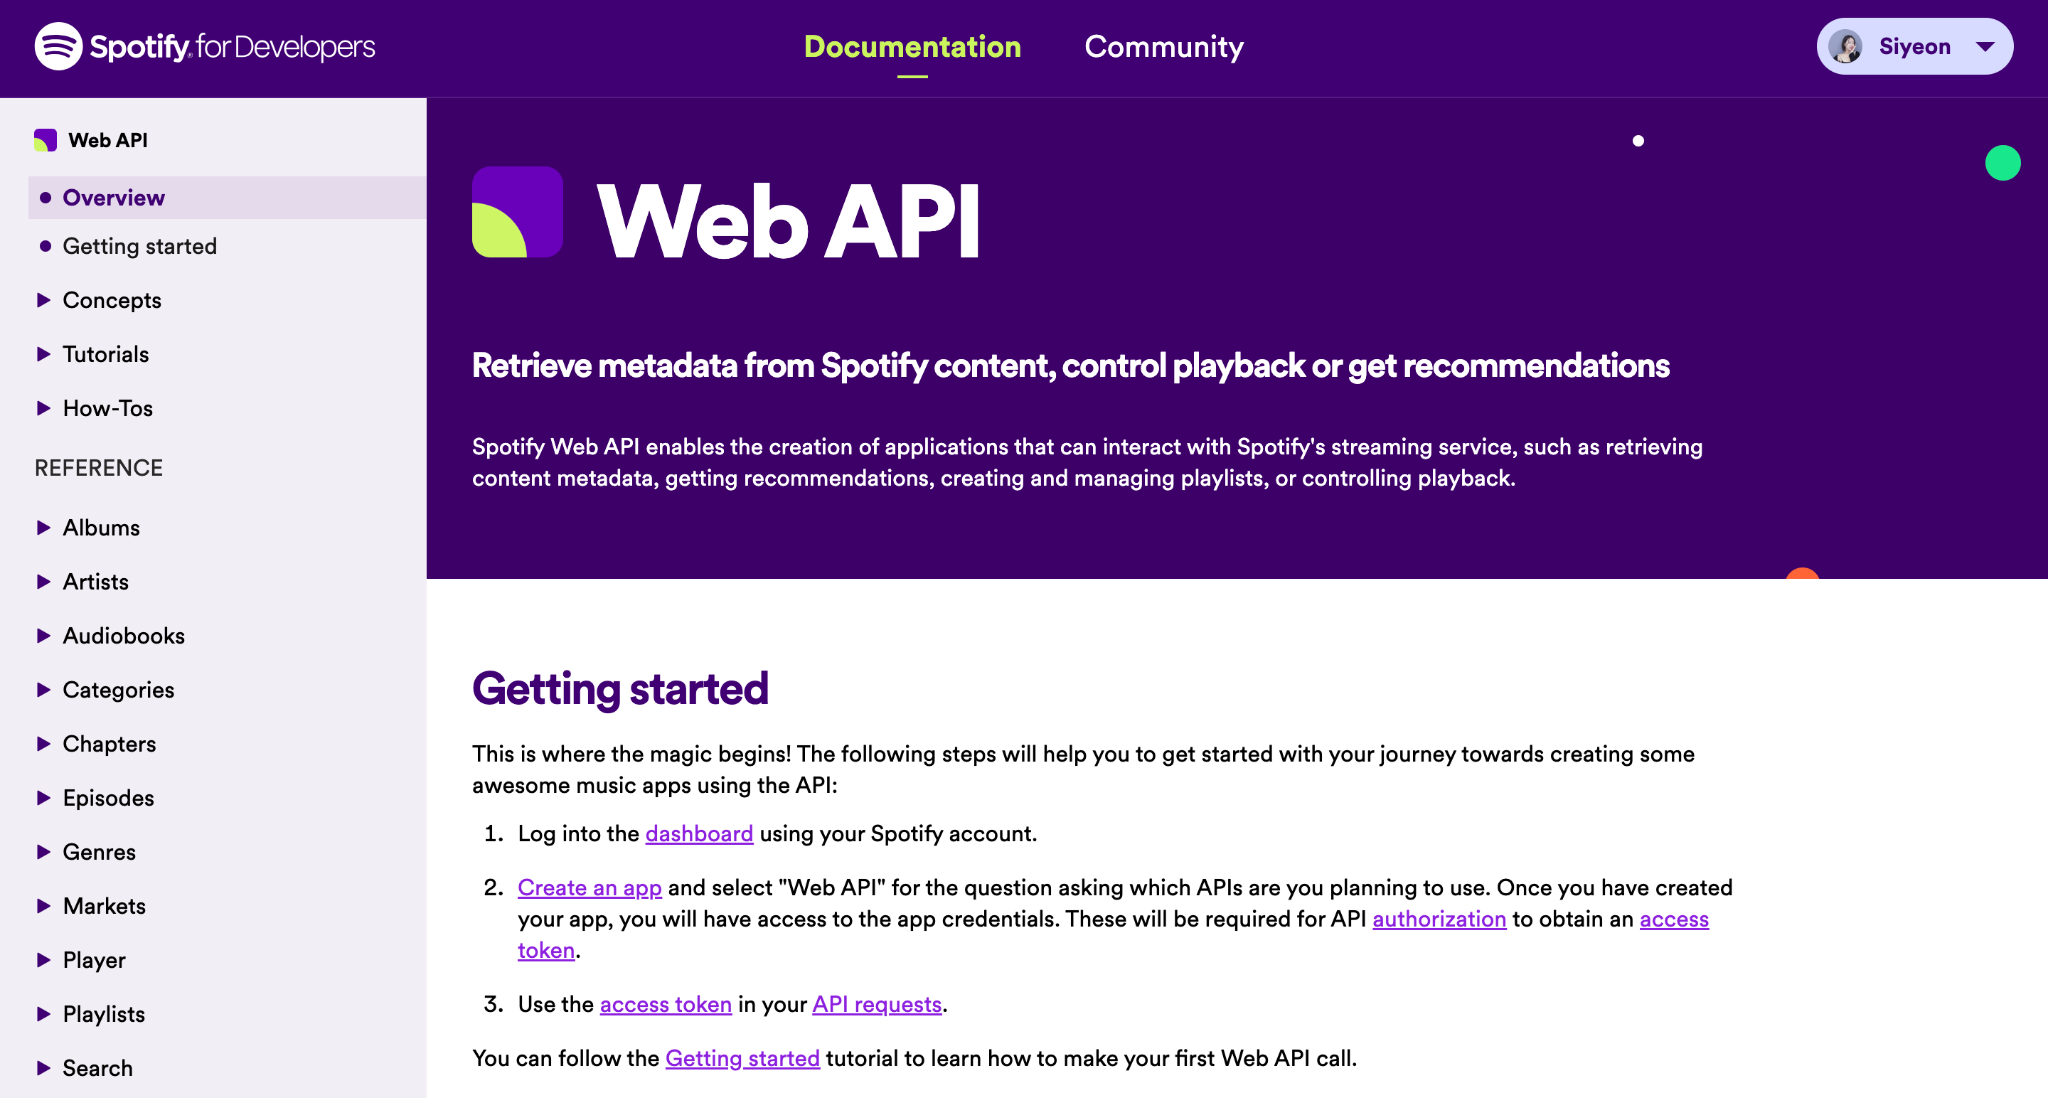 Spotify for Developers
Documentation
Community
Siyeon
Web API
Overview
Getting started
Concepts
Tutorials
How-Tos
REFERENCE
Albums
Artists
Audiobooks
Categories
Chapters
Episodes
Genres
Markets
Player
Playlists
Search
Web API
Retrieve metadata from Spotify content, control playback or get recommendations
Spotify Web API enables the creation of applications that can interact with Spotify's streaming service, such as retrieving
content metadata, getting recommendations, creating and managing playlists, or controlling playback.
Getting started
This is where the magic begins! The following steps will help you to get started with your journey towards creating some
awesome music apps using the API:
1. Log into the dashboard using your Spotify account.
2. Create an app and select "Web API" for the question asking which APIs are you planning to use. Once you have created
your app, you will have access to the app credentials. These will be required for API authorization to obtain an access
token.
3. Use the access token in your API requests.
You can follow the Getting started tutorial to learn how to make your first Web API call.